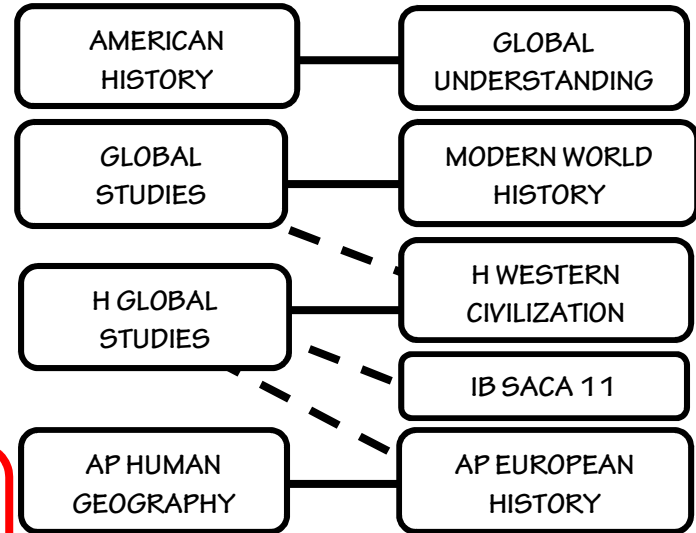 AMERICAN
HISTORY
GLOBAL
UNDERSTANDING
GLOBAL
STUDIES
MODERN WORLD
HISTORY
H GLOBAL
STUDIES
H WESTERN
CIVILIZATION
IB SACA 11
AP HUMAN
GEOGRAPHY
AP EUROPEAN
HISTORY